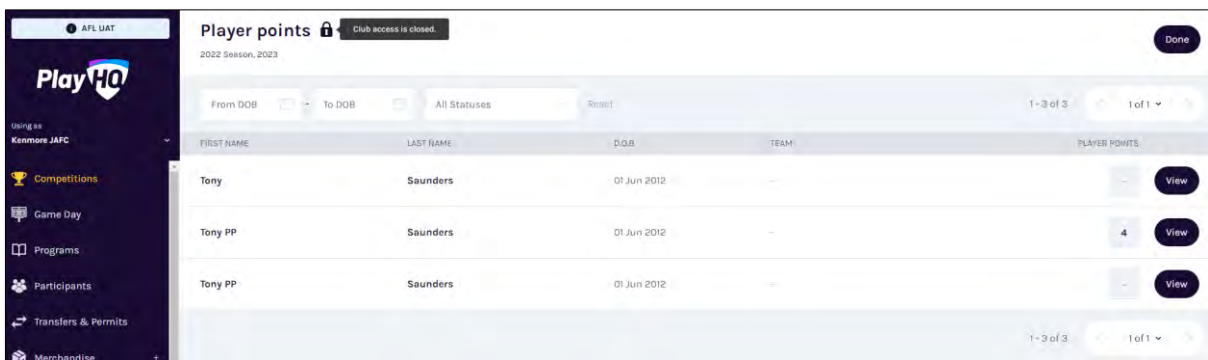 AFL UAT
PlayHQ
Using as
Kenmore JAFC
Competitions
Game Day
Programs
Participants
Transfers & Permits
Merchandise +
Player points Club access is closed.
2022 Season, 2023
Done
From DOB - To DOB All Statuses Reset 1 - 3 of 3 1 of 1
FIRST NAME LAST NAME D.O.B TEAM PLAYER POINTS
Tony Saunders 01 Jun 2012 - - View
Tony PP Saunders 01 Jun 2012 - 4 View
Tony PP Saunders 01 Jun 2012 - - View
1 - 3 of 3 1 of 1